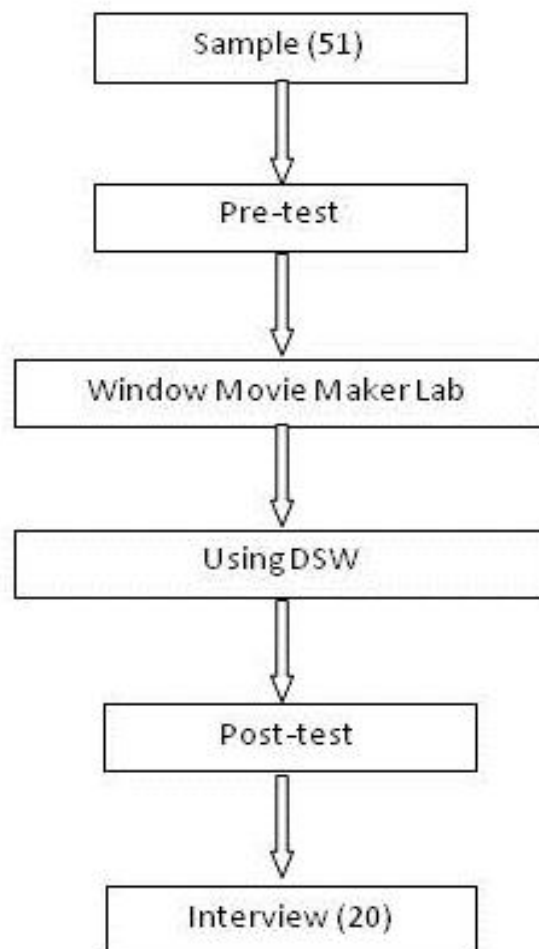 Sample (51)
Pre-test
Window Movie Maker Lab
Using DSW
Post-test
Interview (20)